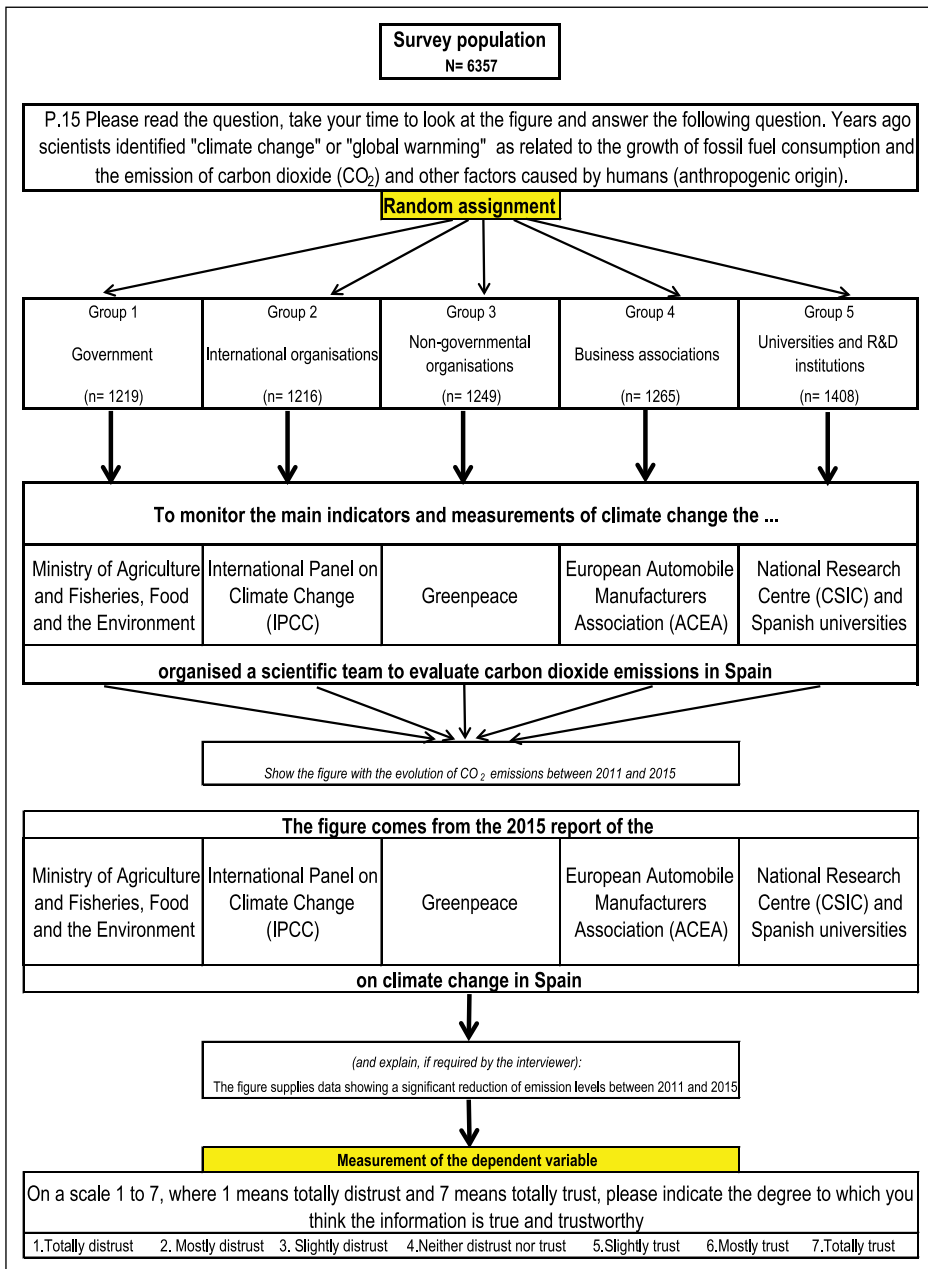 Survey population
N= 6357
P.15 Please read the question, take your time to look at the figure and answer the following question. Years ago
scientists identified "climate change" or "global warnming" as related to the growth of fossil fuel consumption and
the emission of carbon dioxide (CO₂) and other factors caused by humans (anthropogenic origin).
Random assignment
Group 1
Government
(n= 1219)
Group 2
International organisations
(n= 1216)
Group 3
Non-governmental
organisations
(n= 1249)
Group 4
Business associations
(n= 1265)
Group 5
Universities and R&D
institutions
(n= 1408)
To monitor the main indicators and measurements of climate change the ...
Ministry of Agriculture
and Fisheries, Food
and the Environment
International Panel on
Climate Change
(IPCC)
Greenpeace
European Automobile
Manufacturers
Association (ACEA)
National Research
Centre (CSIC) and
Spanish universities
organised a scientific team to evaluate carbon dioxide emissions in Spain
Show the figure with the evolution of CO₂ emissions between 2011 and 2015
The figure comes from the 2015 report of the
Ministry of Agriculture
and Fisheries, Food
and the Environment
International Panel on
Climate Change
(IPCC)
Greenpeace
European Automobile
Manufacturers
Association (ACEA)
National Research
Centre (CSIC) and
Spanish universities
on climate change in Spain
(and explain, if required by the interviewer):
The figure supplies data showing a significant reduction of emission levels between 2011 and 2015
Measurement of the dependent variable
On a scale 1 to 7, where 1 means totally distrust and 7 means totally trust, please indicate the degree to which you
think the information is true and trustworthy
1.Totally distrust 2. Mostly distrust 3. Slightly distrust 4.Neither distrust nor trust 5.Slightly trust 6.Mostly trust 7.Totally trust